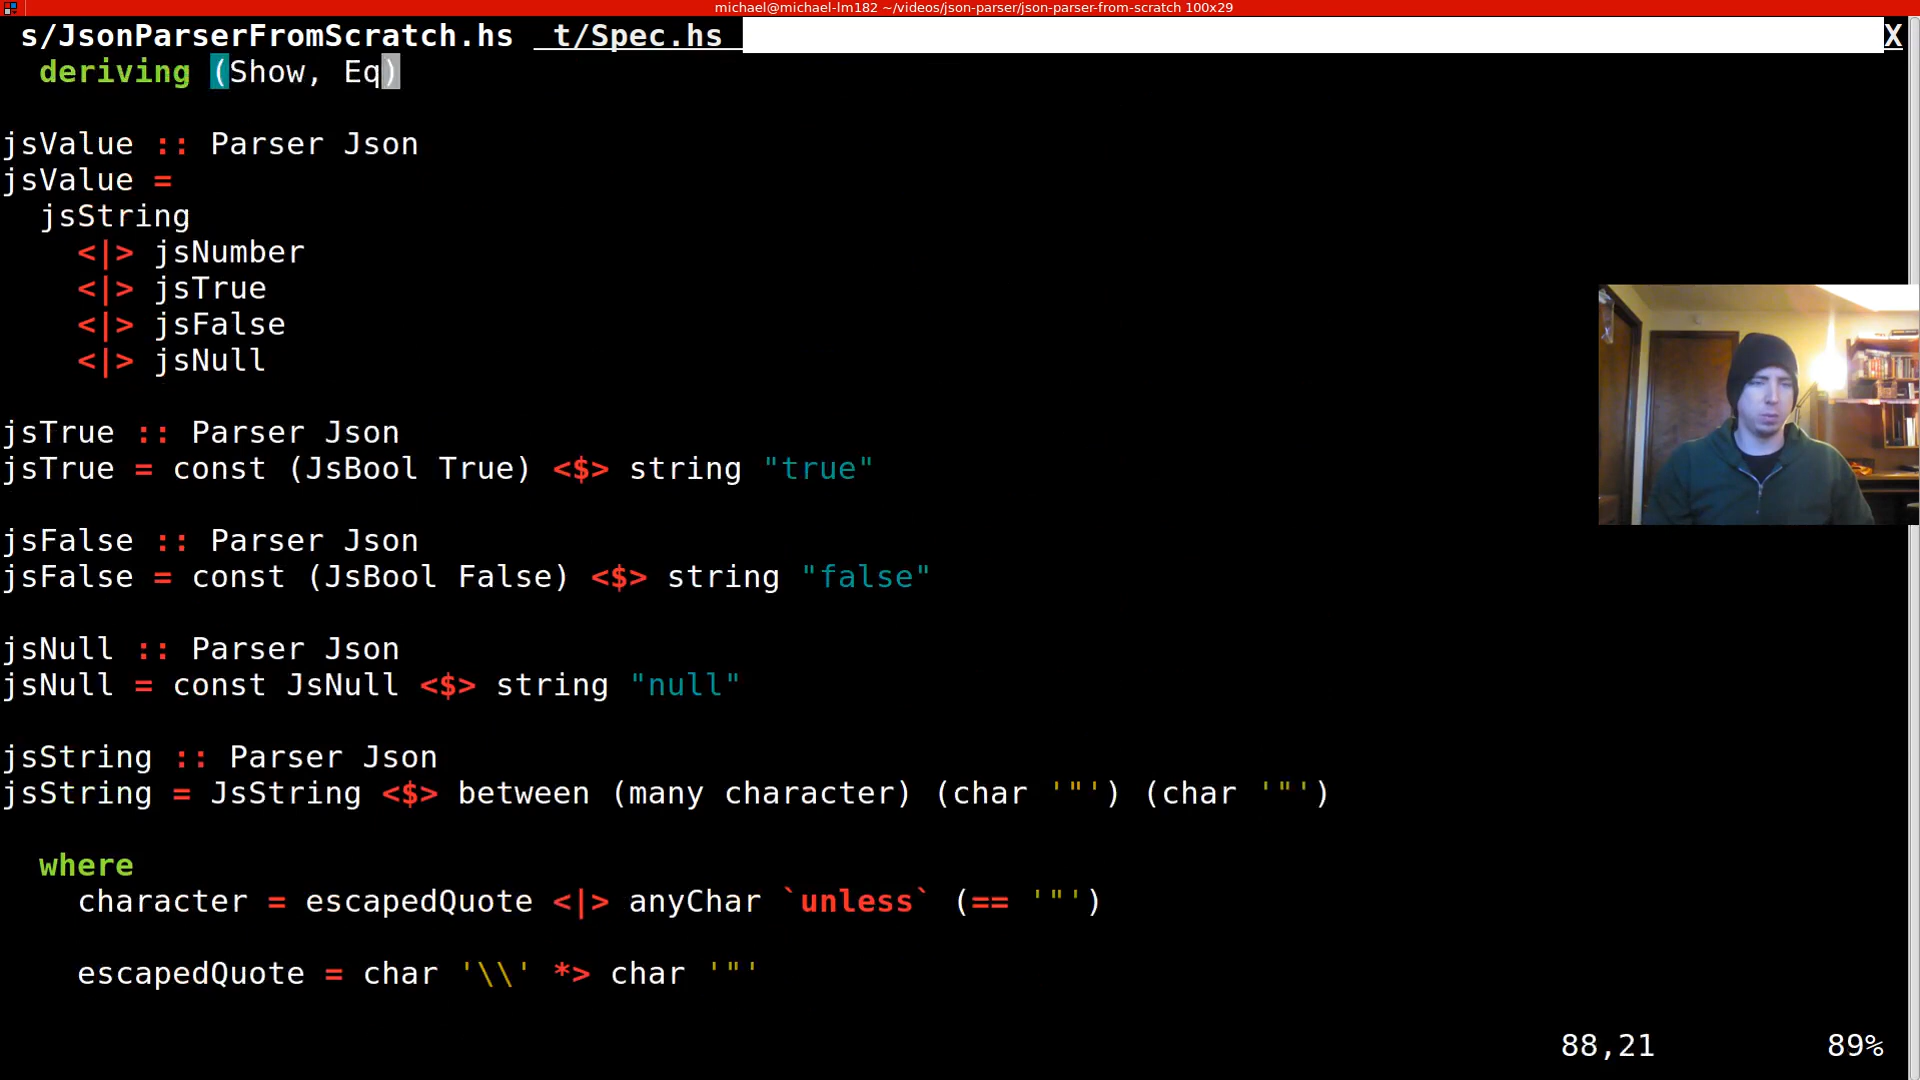 michael@michael-lm182 ~/videos/json-parser/json-parser-from-scratch 100x29
s/JsonParserFromScratch.hs  t/Spec.hs  X
  deriving (Show, Eq)

jsValue :: Parser Json
jsValue =
  jsString
    <|> jsNumber
    <|> jsTrue
    <|> jsFalse
    <|> jsNull

jsTrue :: Parser Json
jsTrue = const (JsBool True) <$> string "true"

jsFalse :: Parser Json
jsFalse = const (JsBool False) <$> string "false"

jsNull :: Parser Json
jsNull = const JsNull <$> string "null"

jsString :: Parser Json
jsString = JsString <$> between (many character) (char '"') (char '"')

  where
    character = escapedQuote <|> anyChar `unless` (== '"')

    escapedQuote = char '\\' *> char '"'

88,21 89%